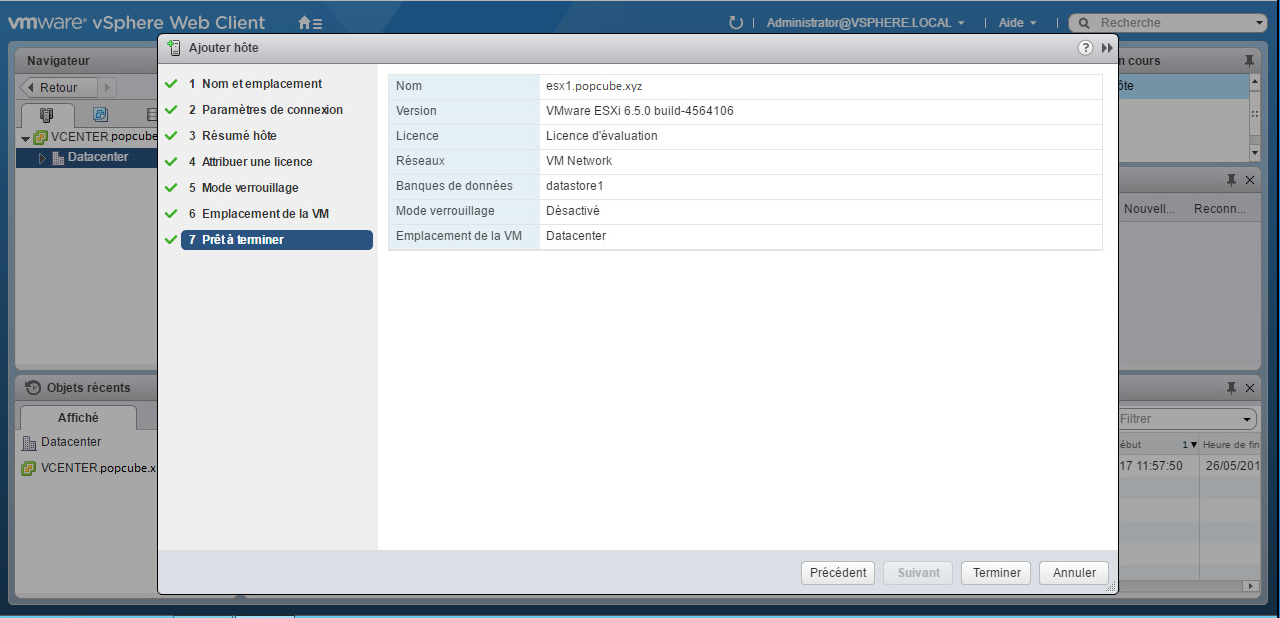 vmware® vSphere Web Client
Administrator@VSPHERE.LOCAL
Aide
Recherche
Navigateur
Retour
VCENTER.popcube
Datacenter
Objets récents
Affiché
Datacenter
VCENTER.popcube.x
Ajouter hôte
1 Nom et emplacement
2 Paramètres de connexion
3 Résumé hôte
4 Attribuer une licence
5 Mode verrouillage
6 Emplacement de la VM
7 Prêt à terminer
Nom esx1.popcube.xyz
Version VMware ESXi 6.5.0 build-4564106
Licence Licence d'évaluation
Réseaux VM Network
Banques de données datastore1
Mode verrouillage Désactivé
Emplacement de la VM Datacenter
Précédent
Suivant
Terminer
Annuler
n cours
ôte
Nouvell...
Reconn...
Filtrer
ébut 1 Heure de fin
17 11:57:50 26/05/201